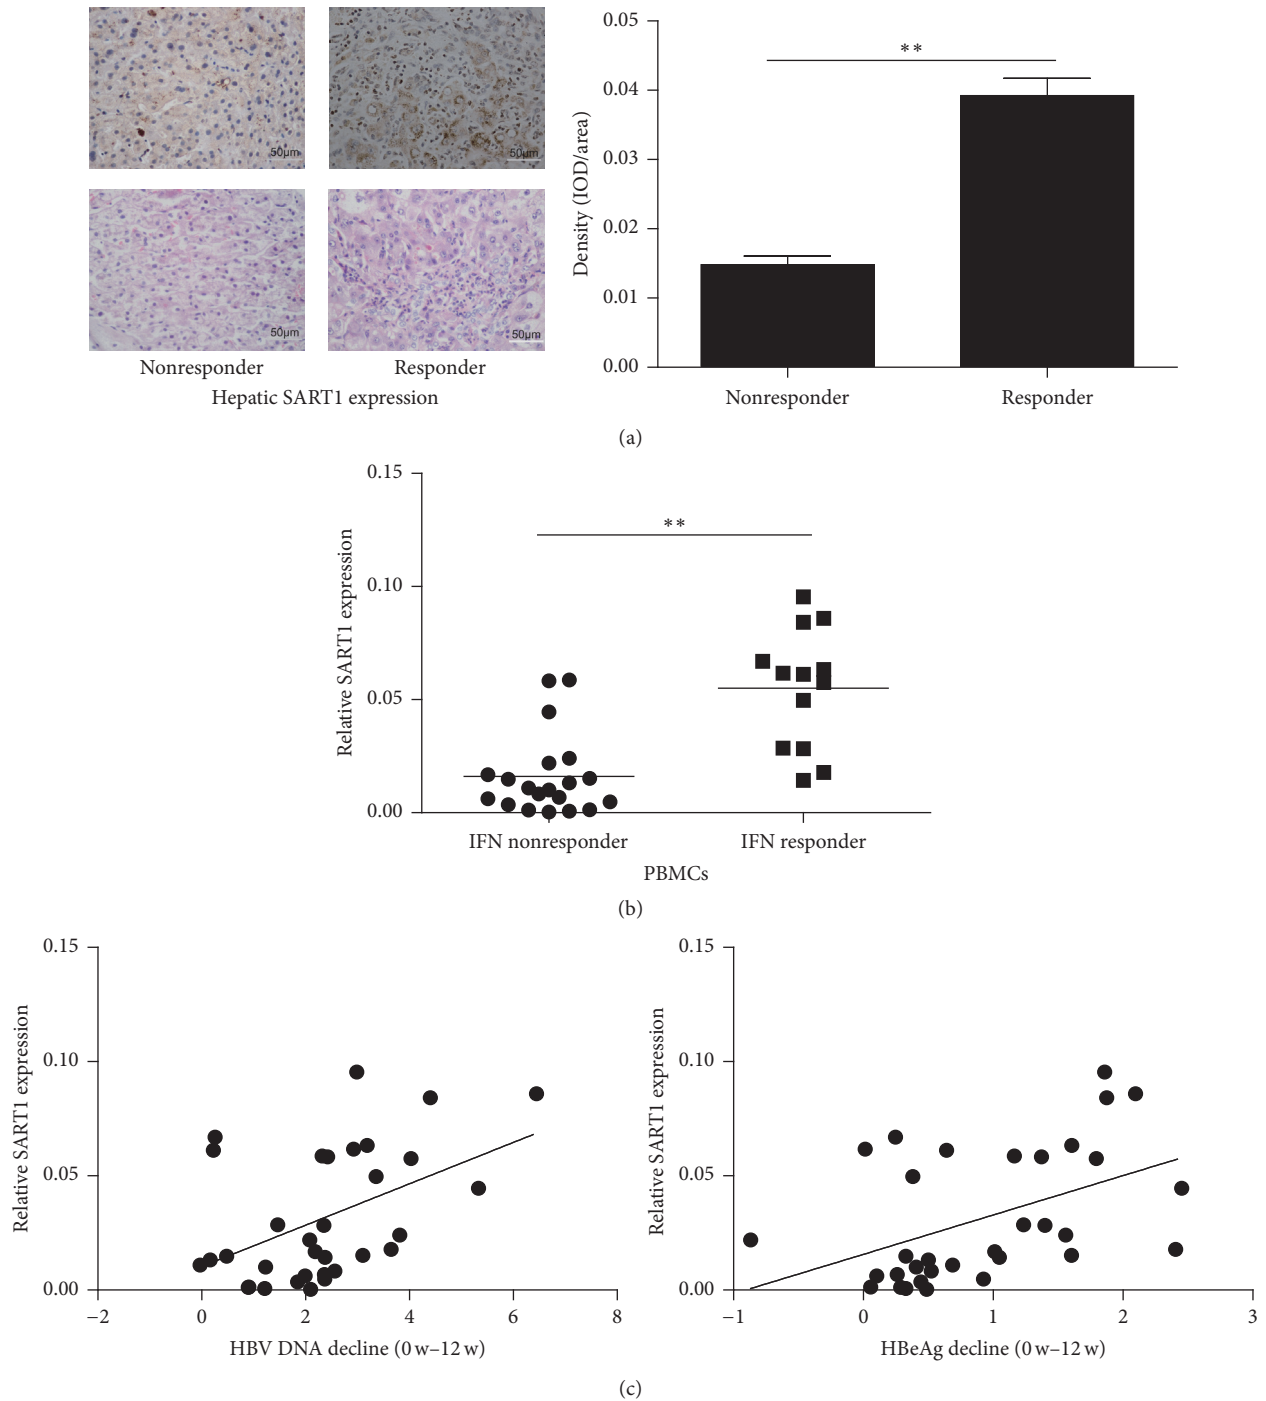 50μm
50μm
50μm
50μm
Nonresponder
Responder
Hepatic SART1 expression
Density (IOD/area)
0.05
0.04
0.03
0.02
0.01
0.00
**
Nonresponder
Responder
(a)
Relative SART1 expression
0.15
0.10
0.05
0.00
**
IFN nonresponder
IFN responder
PBMCs
(b)
Relative SART1 expression
0.15
0.10
0.05
0.00
−2
0
2
4
6
8
HBV DNA decline (0 w–12 w)
Relative SART1 expression
0.15
0.10
0.05
0.00
−1
0
1
2
3
HBeAg decline (0 w–12 w)
(c)